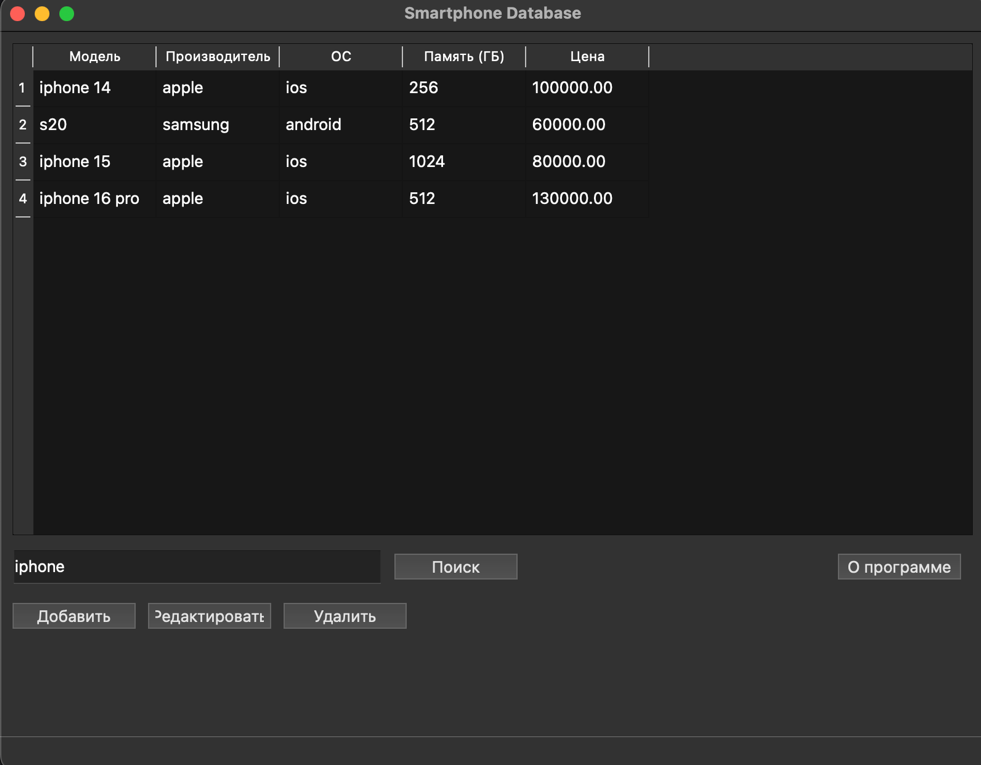 Smartphone Database
Модель Производитель ОС Память (ГБ) Цена
1 iphone 14 apple ios 256 100000.00
2 s20 samsung android 512 60000.00
3 iphone 15 apple ios 1024 80000.00
4 iphone 16 pro apple ios 512 130000.00
iphone Поиск О программе
Добавить Редактировать Удалить